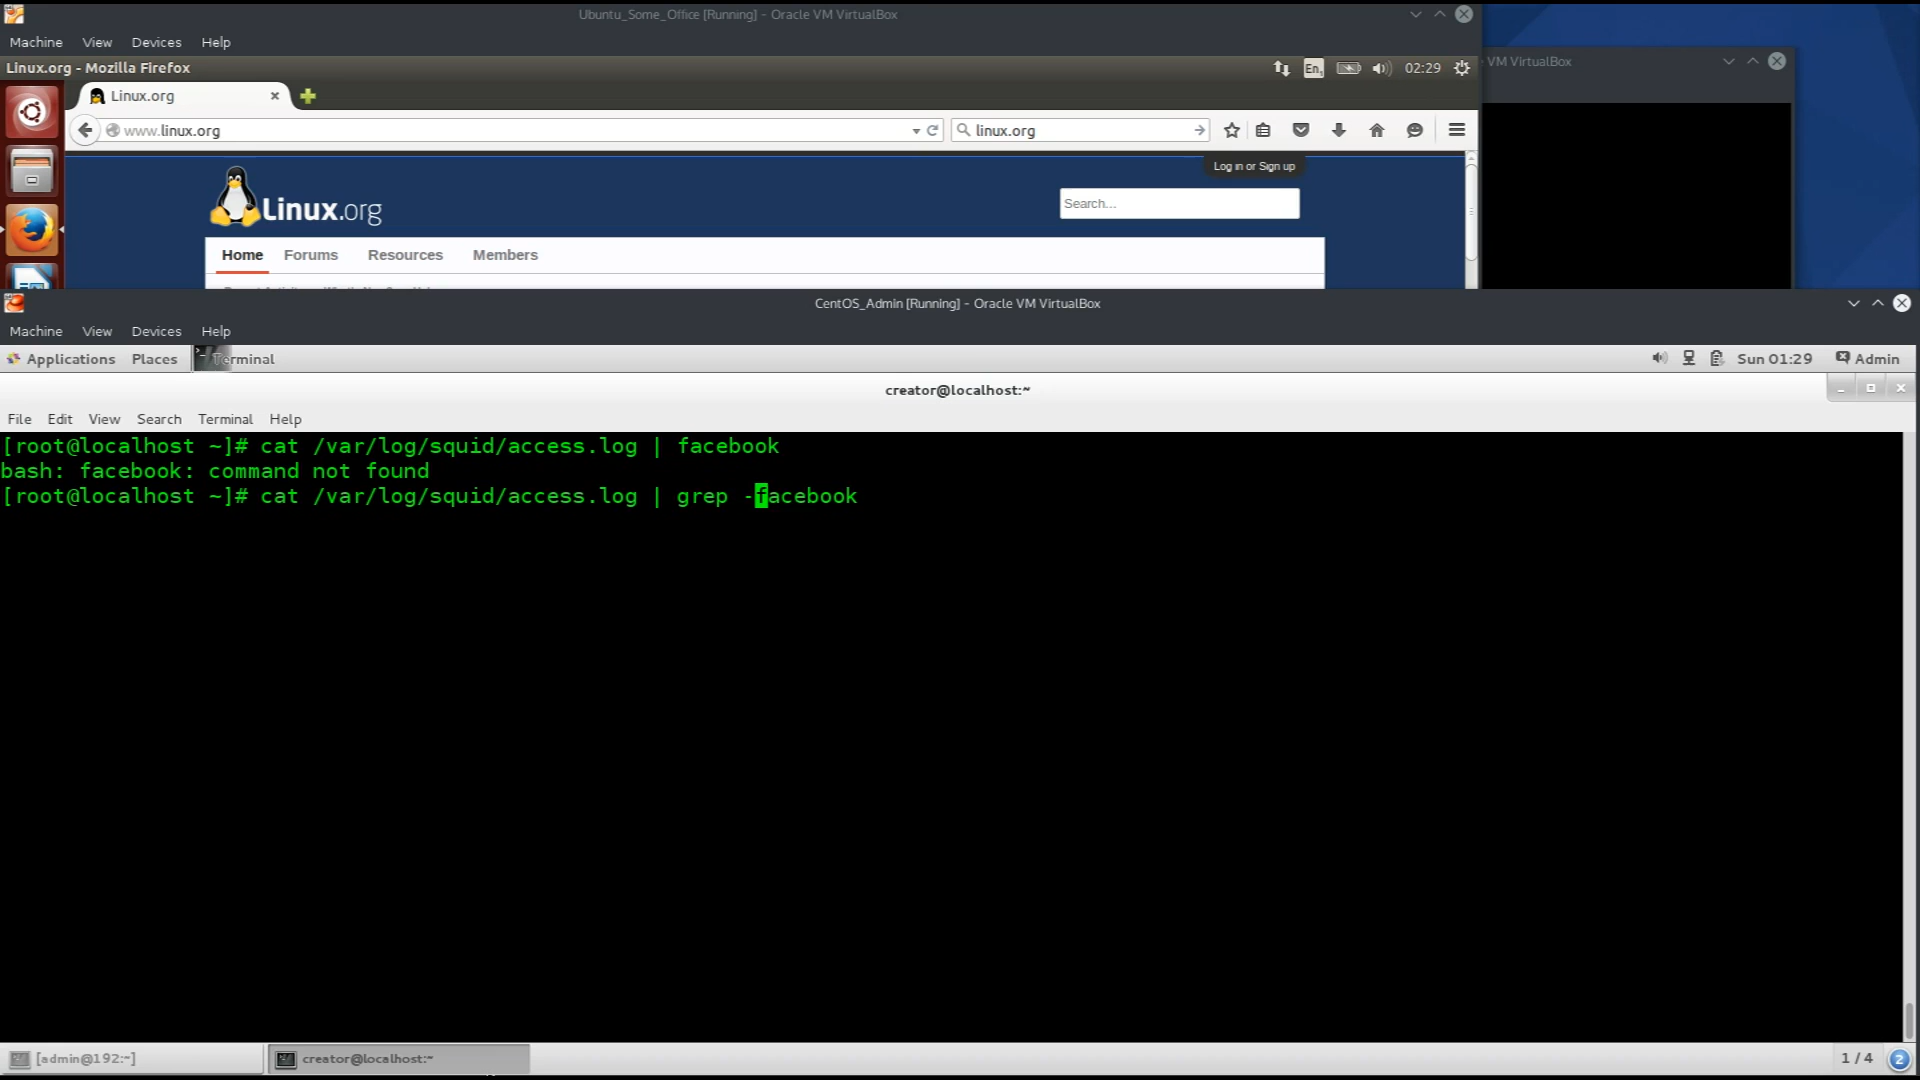 Ubuntu_Some_Office [Running] - Oracle VM VirtualBox
Machine View Devices Help
VM VirtualBox
Linux.org - Mozilla Firefox
En 02:29
Linux.org
www.linux.org
linux.org
Log in or Sign up
Linux.org
Search...
Home Forums Resources Members
CentOS_Admin [Running] - Oracle VM VirtualBox
Machine View Devices Help
Applications Places Terminal
Sun 01:29 Admin
creator@localhost:~
File Edit View Search Terminal Help
[root@localhost ~]# cat /var/log/squid/access.log | facebook
bash: facebook: command not found
[root@localhost ~]# cat /var/log/squid/access.log | grep -facebook
[admin@192:~]
creator@localhost:~
1 / 4 2